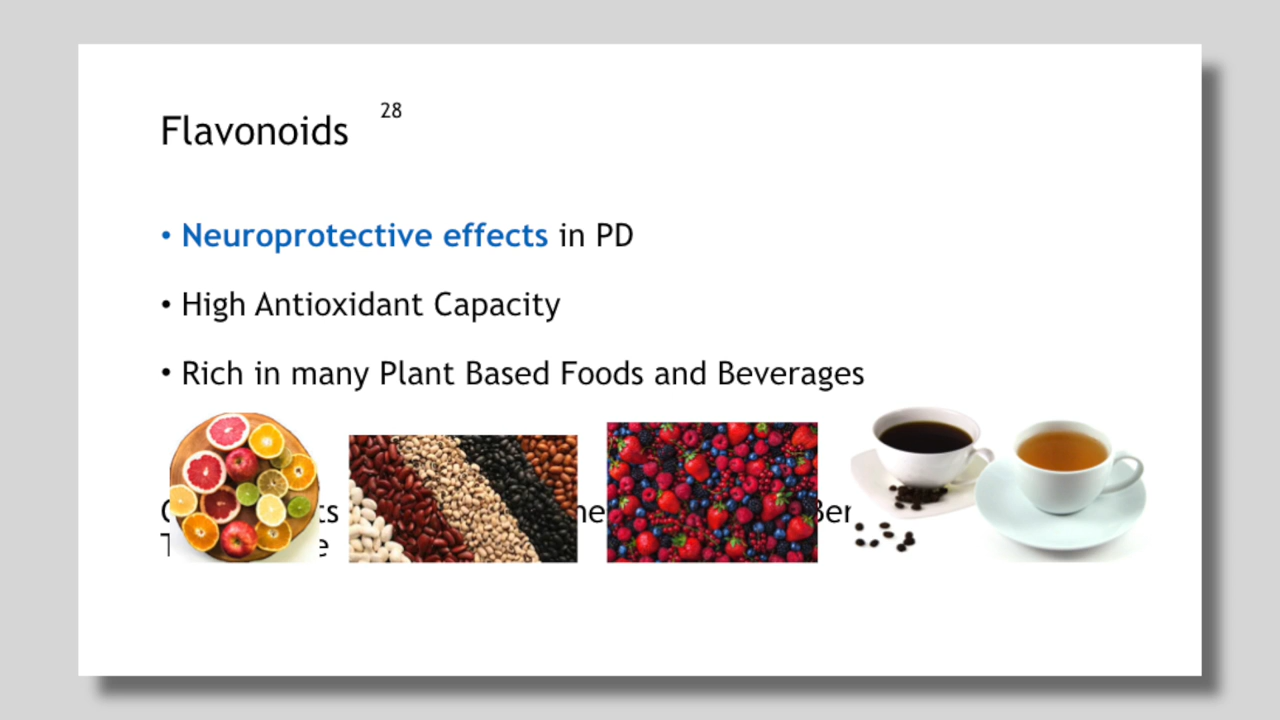 Flavonoids 28
• Neuroprotective effects in PD
• High Antioxidant Capacity
• Rich in many Plant Based Foods and Beverages